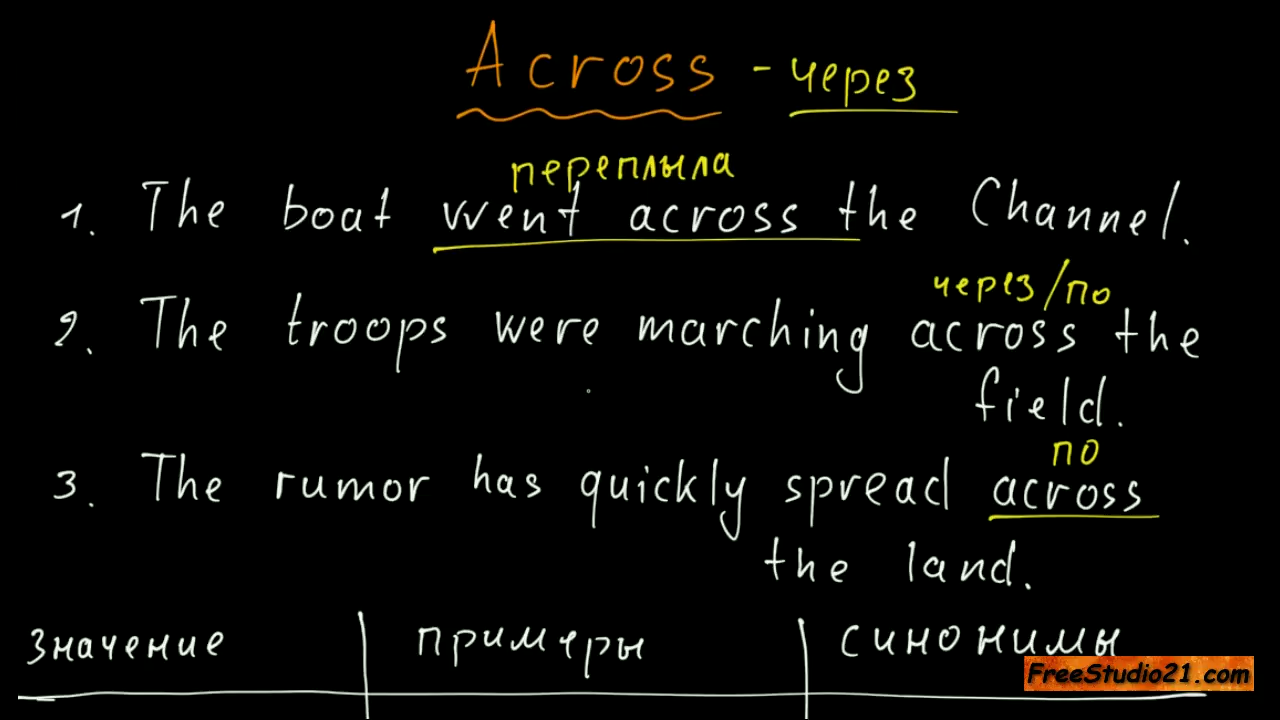 Across - через
переплыла
1. The boat went across the Channel.
через/по
2. The troops were marching across the
field.
по
3. The rumor has quickly spread across
the land.
значение примеры синонимы
FreeStudio21.com